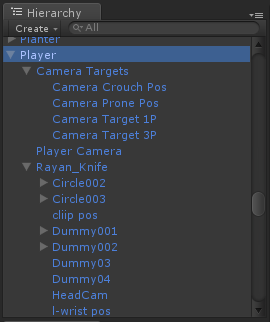 Hierarchy
Create
All
Planter
Player
Camera Targets
Camera Crouch Pos
Camera Prone Pos
Camera Target 1P
Camera Target 3P
Player Camera
Rayan_Knife
Circle002
Circle003
cliip pos
Dummy001
Dummy002
Dummy03
Dummy04
HeadCam
l-wrist pos